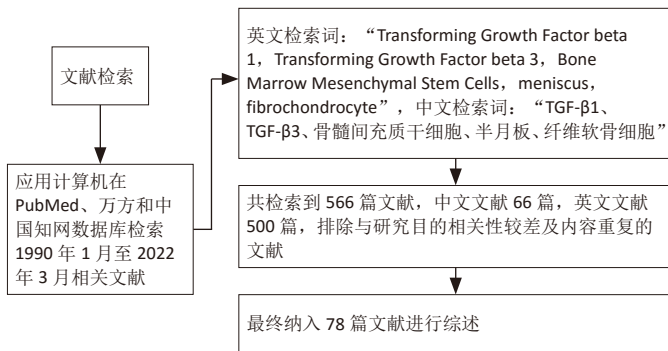 文献检索
应用计算机在
PubMed、万方和中
国知网数据库检索
1990 年 1 月至 2022
年 3 月相关文献
英文检索词：“Transforming Growth Factor beta
1，Transforming Growth Factor beta 3，Bone
Marrow Mesenchymal Stem Cells，meniscus，
fibrochondrocyte”，中文检索词：“TGF-β1、
TGF-β3、骨髓间充质干细胞、半月板、纤维软骨细胞”
共检索到 566 篇文献，中文文献 66 篇，英文文献
500 篇，排除与研究目的相关性较差及内容重复的
文献
最终纳入 78 篇文献进行综述